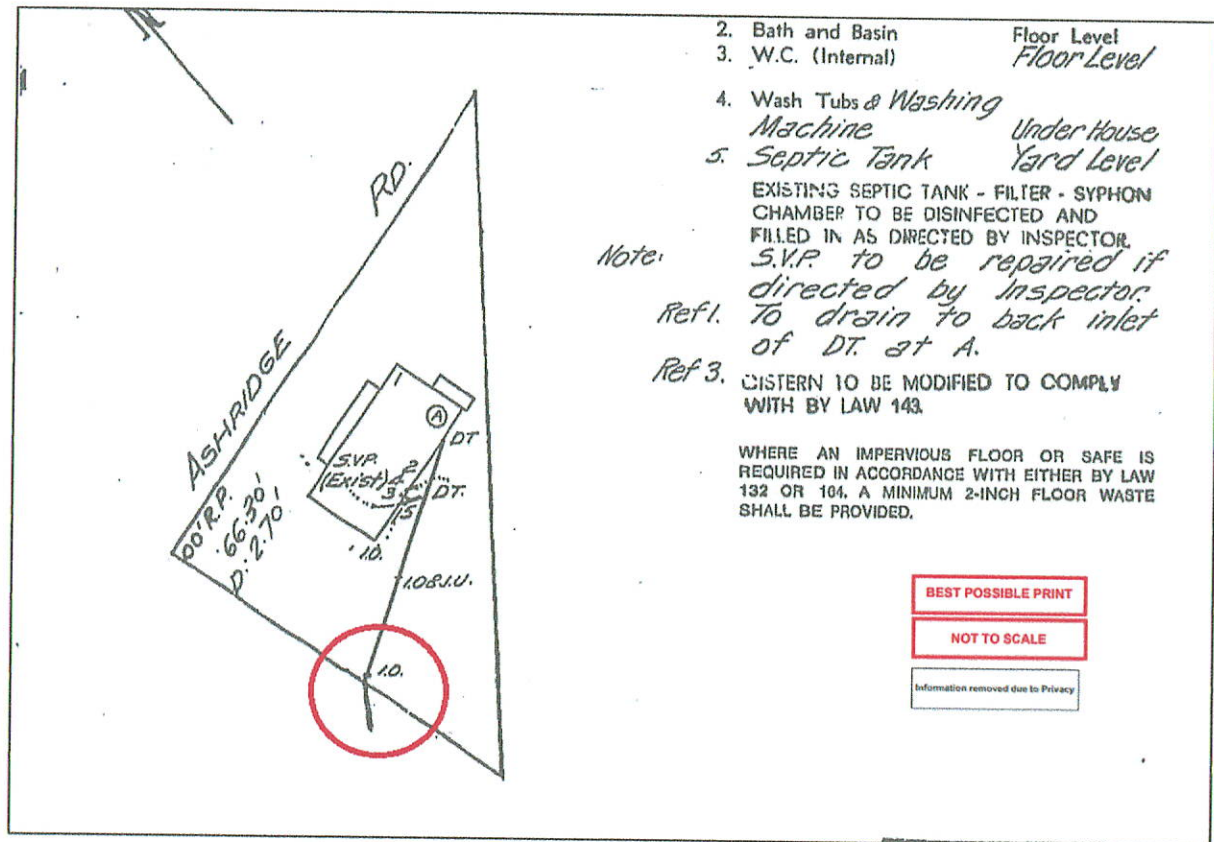 2. Bath and Basin Floor Level
3. W.C. (Internal) Floor Level
4. Wash Tubs & Washing
Machine Under House
5. Septic Tank Yard Level
EXISTING SEPTIC TANK - FILTER - SYPHON
CHAMBER TO BE DISINFECTED AND
FILLED IN AS DIRECTED BY INSPECTOR.
Note: S.V.P. to be repaired if
directed by Inspector.
Ref 1. To drain to back inlet
of DT. at A.
Ref 3. CISTERN TO BE MODIFIED TO COMPLY
WITH BY LAW 143.
WHERE AN IMPERVIOUS FLOOR OR SAFE IS
REQUIRED IN ACCORDANCE WITH EITHER BY LAW
132 OR 104. A MINIMUM 2-INCH FLOOR WASTE
SHALL BE PROVIDED.
ASHRIDGE RD.
1
A
DT
S.V.P. 2
(Exist) 4
3
DT.
5
I.O.
00' R.P.
66.30'
D: 2.70'
I.O.
BEST POSSIBLE PRINT
NOT TO SCALE
Information removed due to Privacy